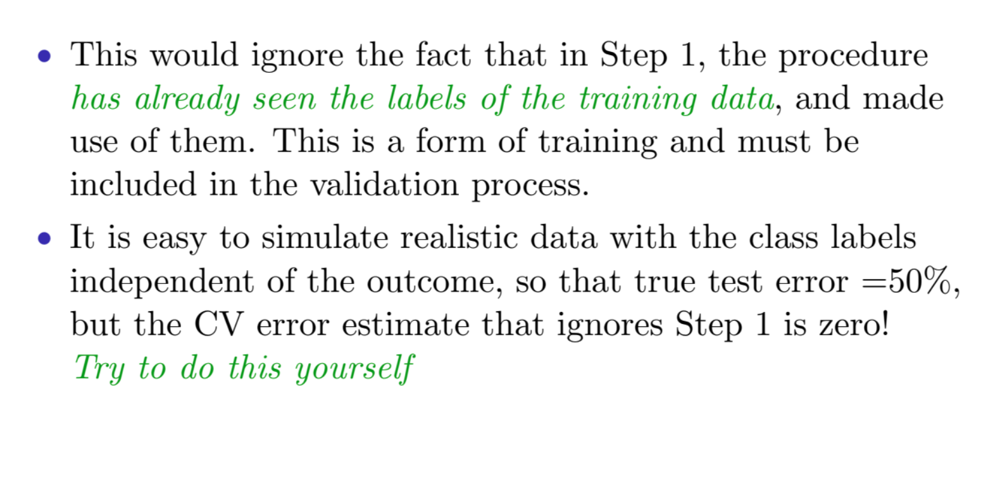 • This would ignore the fact that in Step 1, the procedure
has already seen the labels of the training data, and made
use of them. This is a form of training and must be
included in the validation process.
• It is easy to simulate realistic data with the class labels
independent of the outcome, so that true test error =50%,
but the CV error estimate that ignores Step 1 is zero!
Try to do this yourself